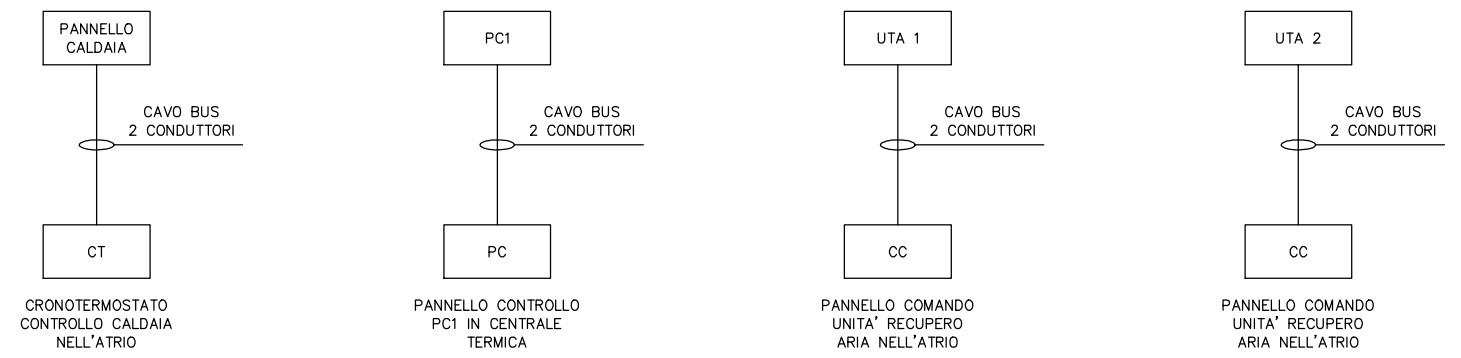 PANNELLO
CALDAIA
CAVO BUS
2 CONDUTTORI
CT
CRONOTERMOSTATO
CONTROLLO CALDAIA
NELL'ATRIO
PC1
CAVO BUS
2 CONDUTTORI
PC
PANNELLO CONTROLLO
PC1 IN CENTRALE
TERMICA
UTA 1
CAVO BUS
2 CONDUTTORI
CC
PANNELLO COMANDO
UNITA' RECUPERO
ARIA NELL'ATRIO
UTA 2
CAVO BUS
2 CONDUTTORI
CC
PANNELLO COMANDO
UNITA' RECUPERO
ARIA NELL'ATRIO